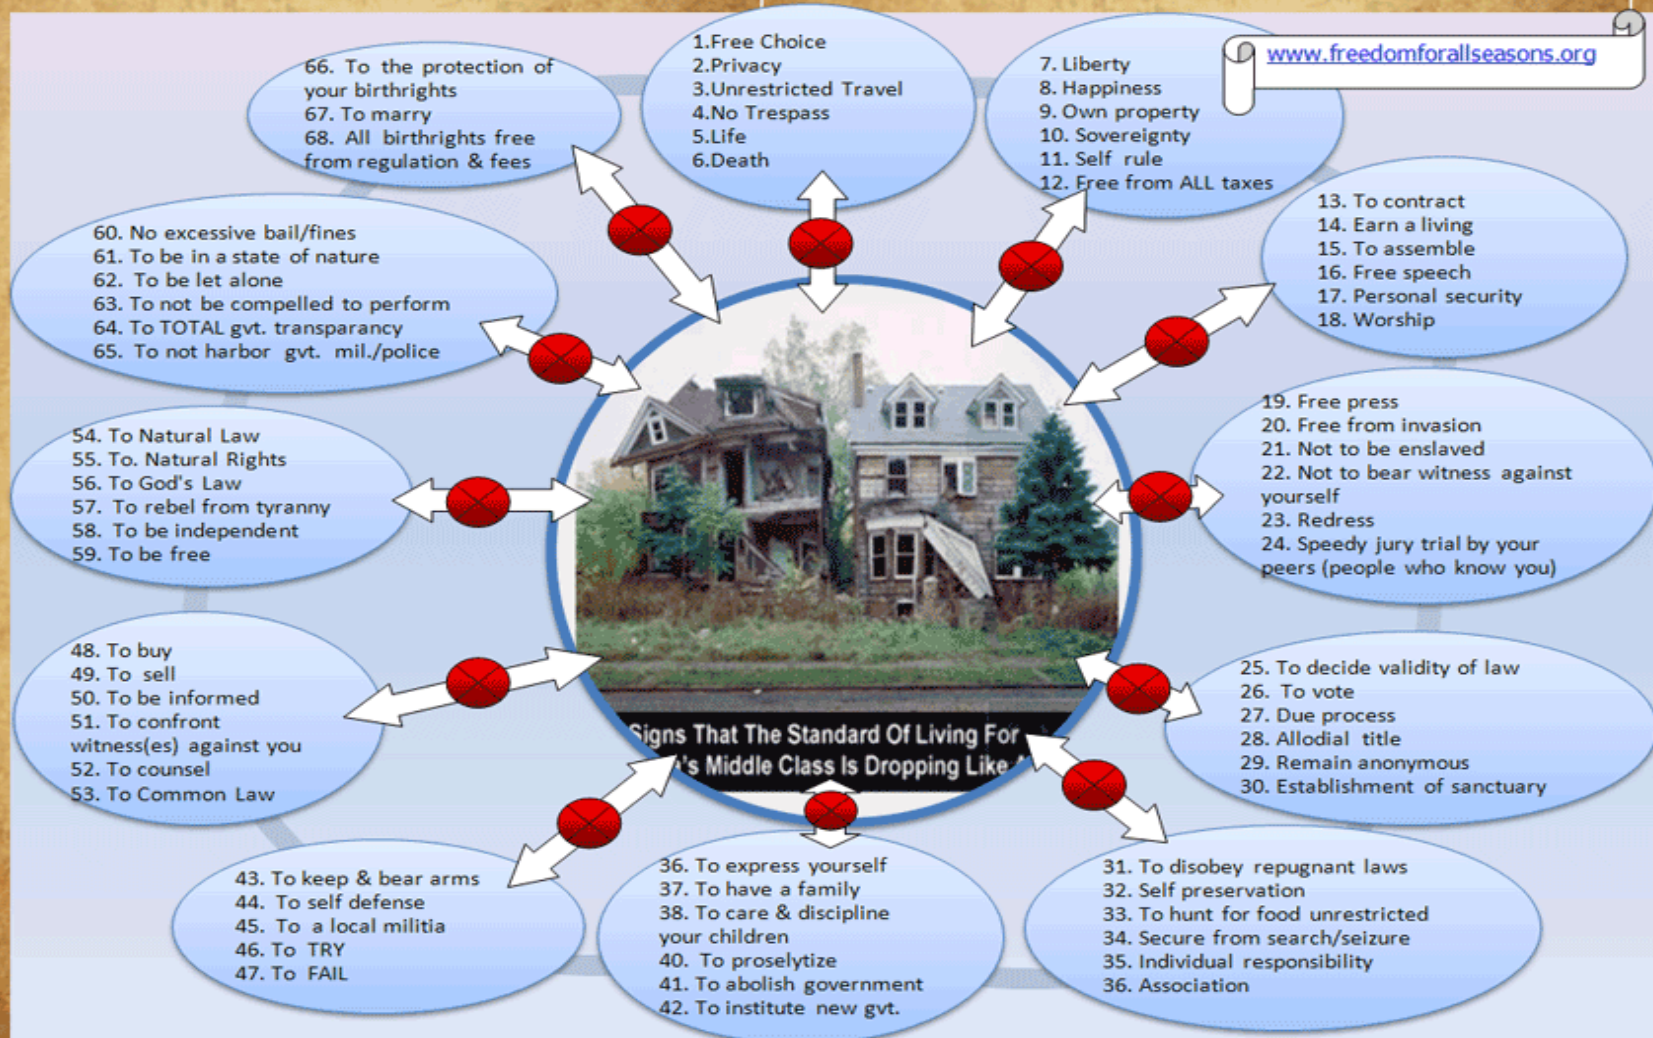 www.freedomforallseasons.org
1.Free Choice
2.Privacy
3.Unrestricted Travel
4.No Trespass
5.Life
6.Death
7. Liberty
8. Happiness
9. Own property
10. Sovereignty
11. Self rule
12. Free from ALL taxes
13. To contract
14. Earn a living
15. To assemble
16. Free speech
17. Personal security
18. Worship
19. Free press
20. Free from invasion
21. Not to be enslaved
22. Not to bear witness against
yourself
23. Redress
24. Speedy jury trial by your
peers (people who know you)
25. To decide validity of law
26. To vote
27. Due process
28. Allodial title
29. Remain anonymous
30. Establishment of sanctuary
31. To disobey repugnant laws
32. Self preservation
33. To hunt for food unrestricted
34. Secure from search/seizure
35. Individual responsibility
36. Association
36. To express yourself
37. To have a family
38. To care & discipline
your children
40. To proselytize
41. To abolish government
42. To institute new gvt.
43. To keep & bear arms
44. To self defense
45. To a local militia
46. To TRY
47. To FAIL
48. To buy
49. To sell
50. To be informed
51. To confront
witness(es) against you
52. To counsel
53. To Common Law
54. To Natural Law
55. To. Natural Rights
56. To God's Law
57. To rebel from tyranny
58. To be independent
59. To be free
60. No excessive bail/fines
61. To be in a state of nature
62. To be let alone
63. To not be compelled to perform
64. To TOTAL gvt. transparancy
65. To not harbor gvt. mil./police
66. To the protection of
your birthrights
67. To marry
68. All birthrights free
from regulation & fees
Signs That The Standard Of Living For
Middle Class Is Dropping Like